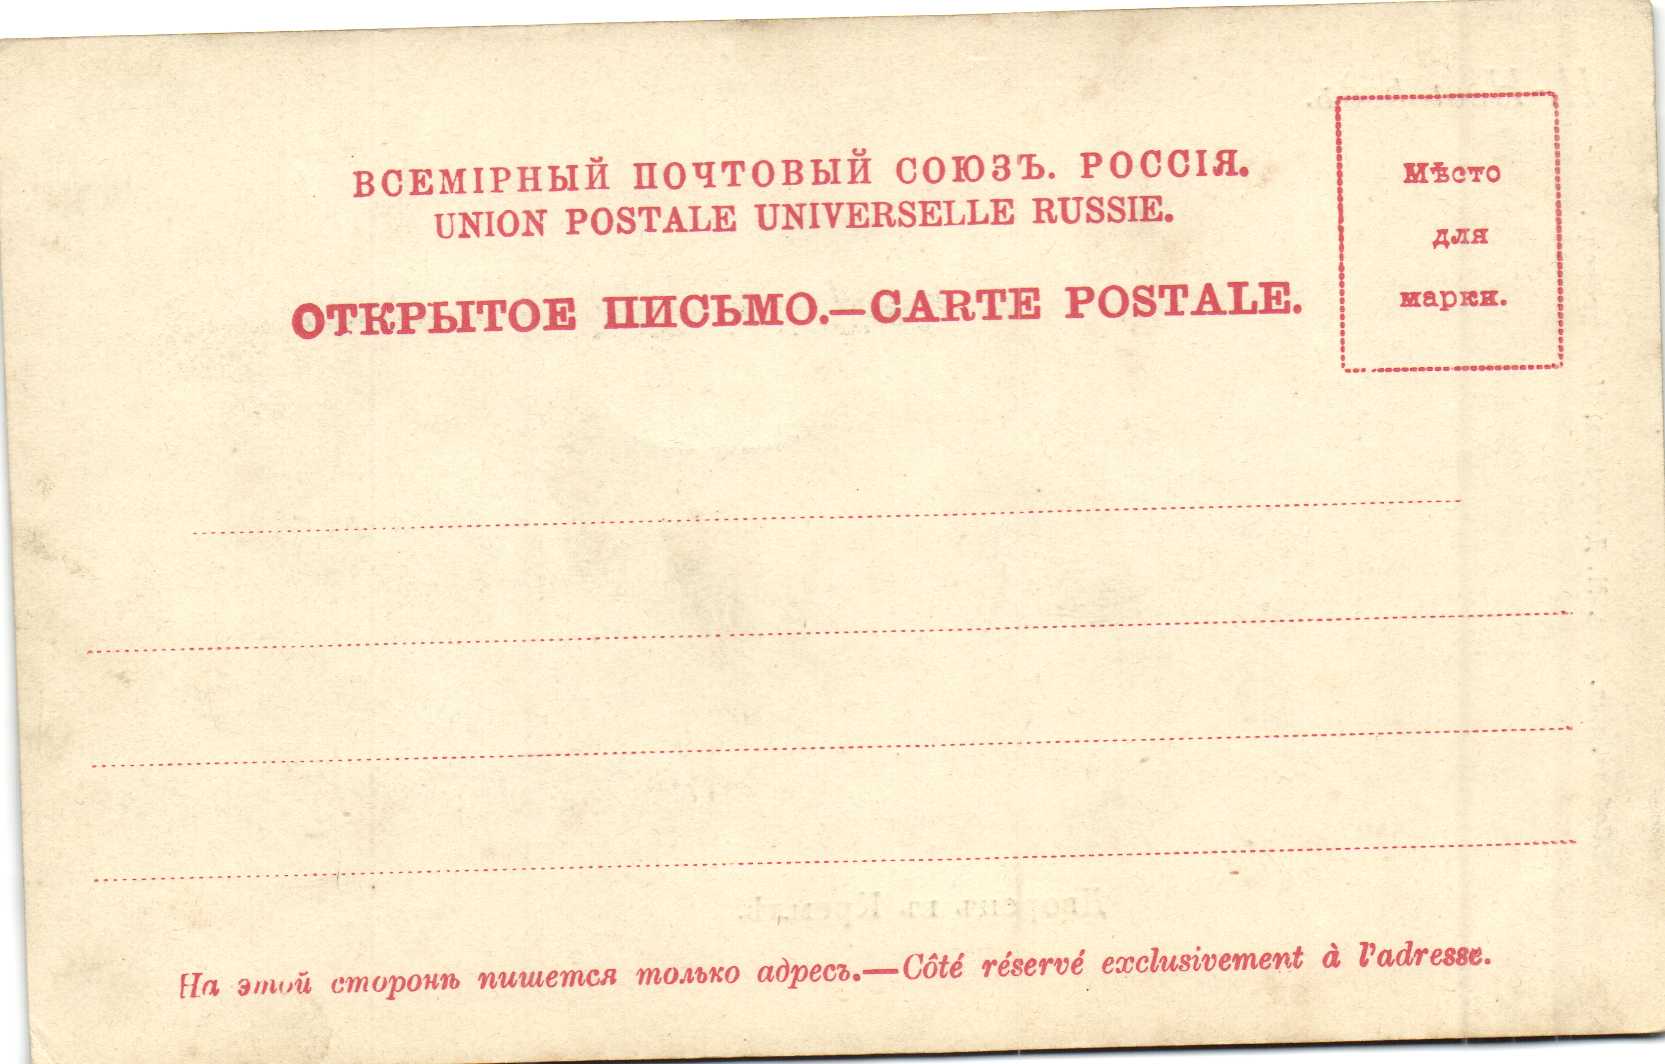 ВСЕМІРНЫЙ ПОЧТОВЫЙ СОЮЗЪ. РОССІЯ.
UNION POSTALE UNIVERSELLE RUSSIE.
ОТКРЫТОЕ ПИСЬМО.—CARTE POSTALE.
Мѣсто
для
марки.
На этой сторонѣ пишется только адресъ.—Côté réservé exclusivement à l'adresse.